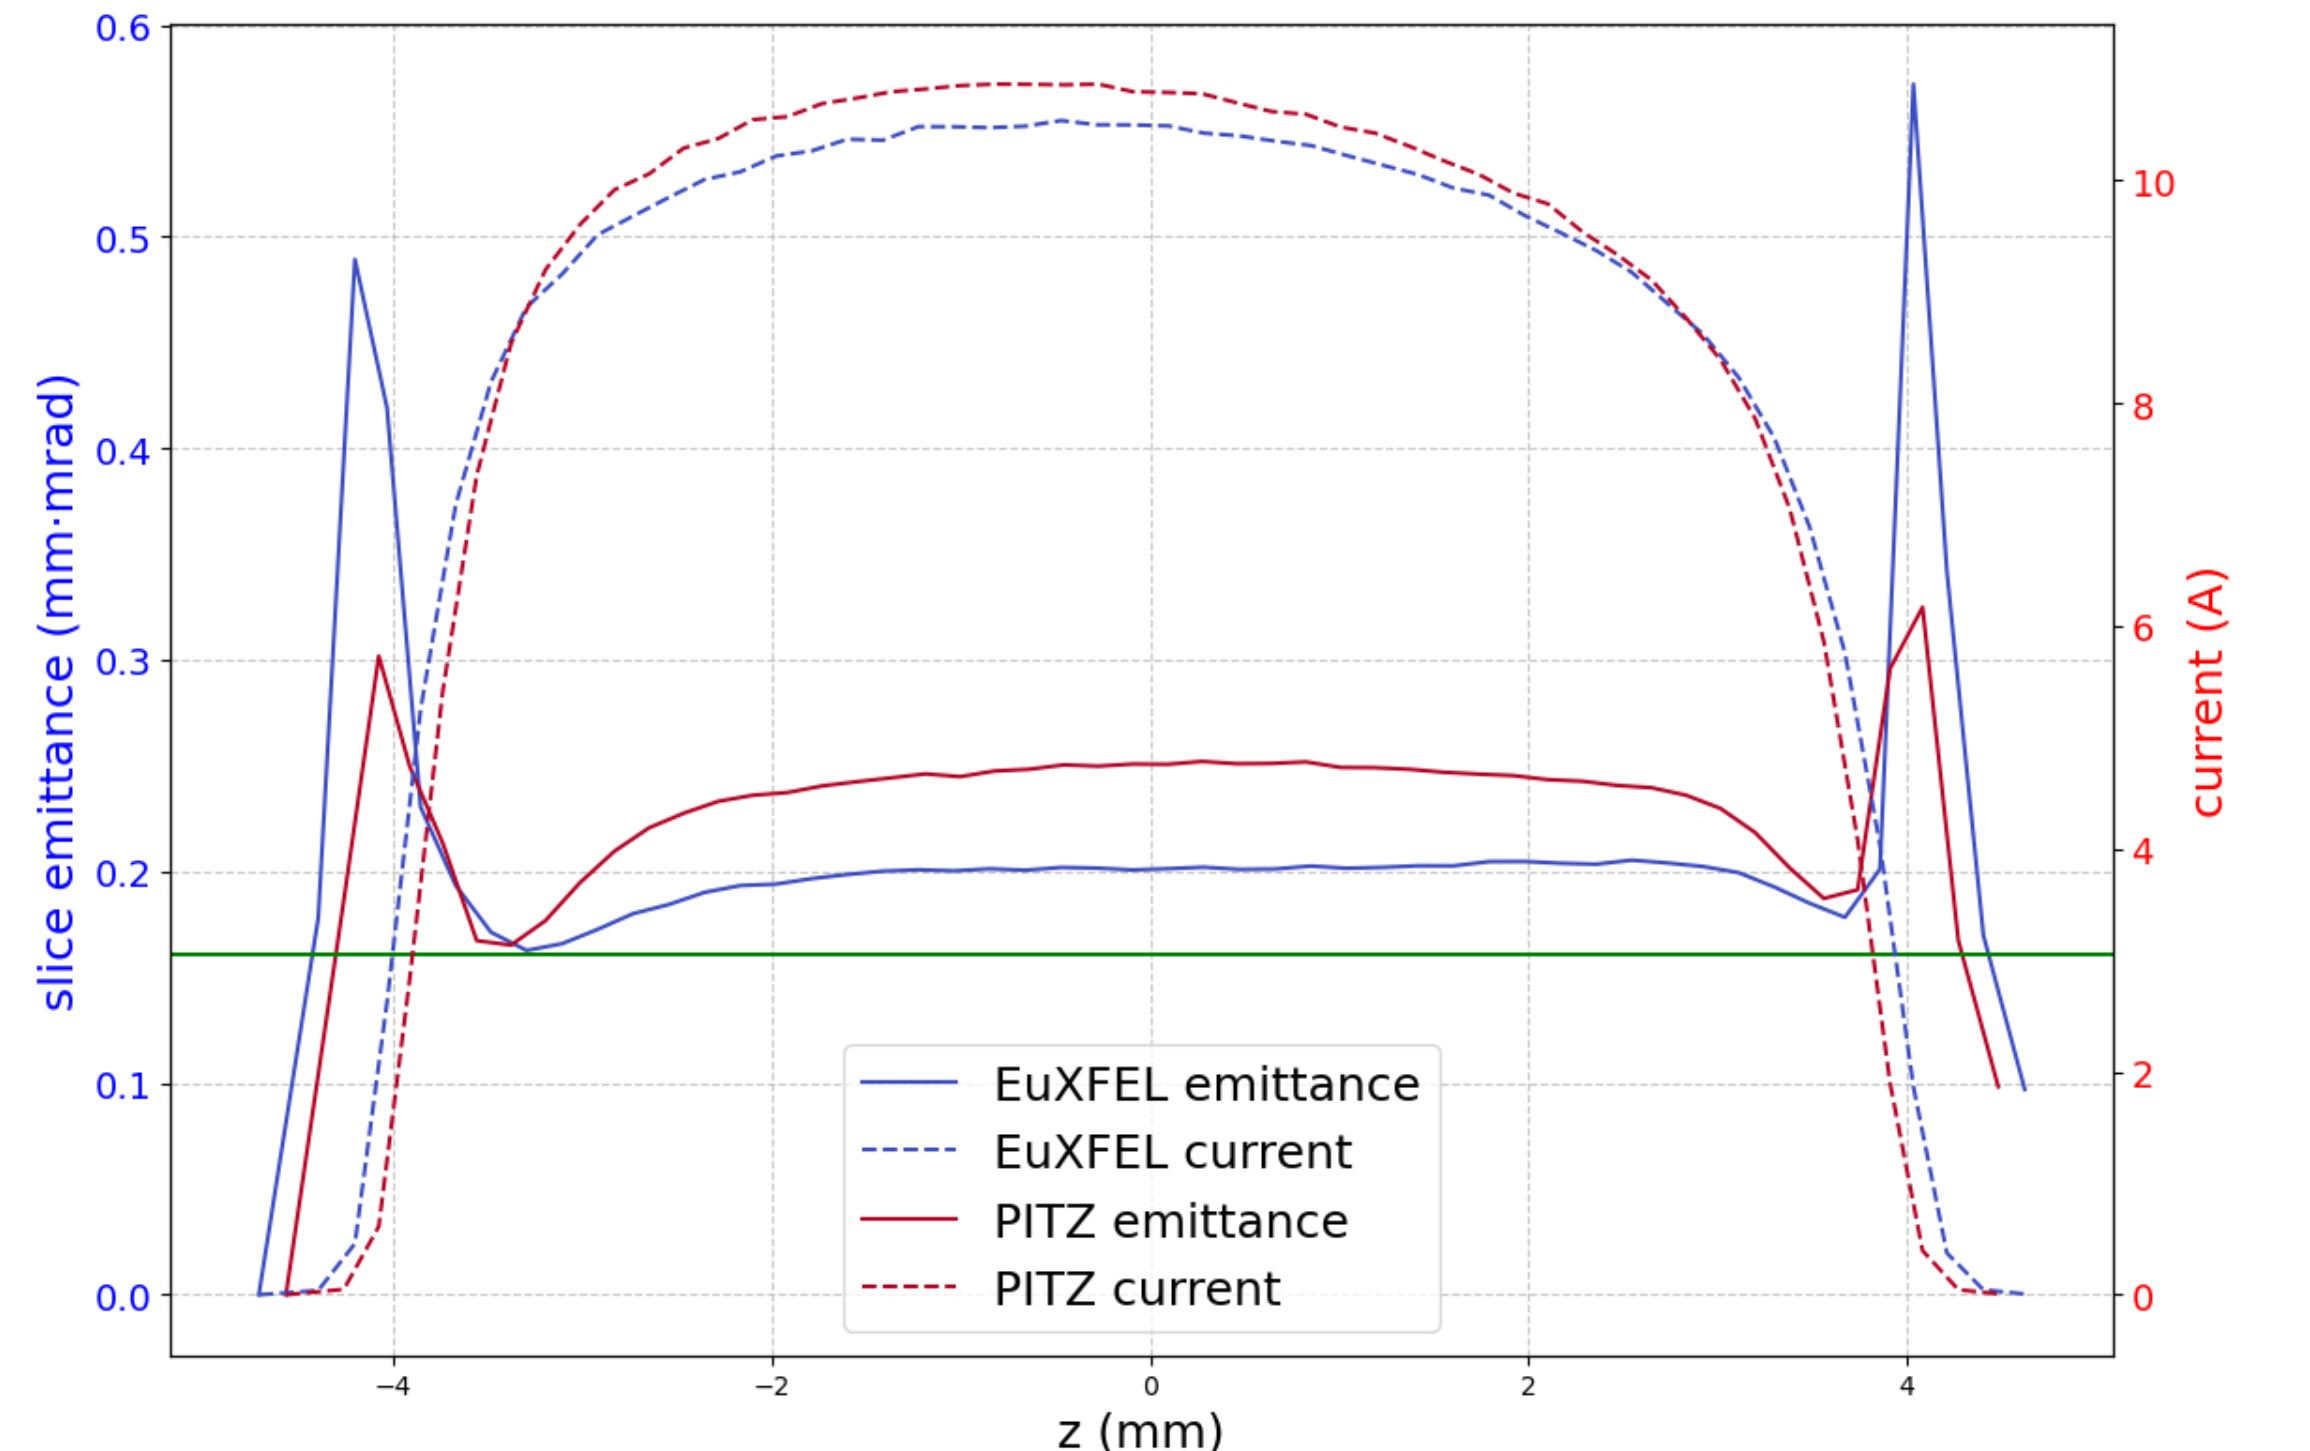 0.6
0.5
0.4
0.3
0.2
0.1
0.0
slice emittance (mm·mrad)
10
8
6
4
2
0
current (A)
EuXFEL emittance
EuXFEL current
PITZ emittance
PITZ current
−4
−2
0
2
4
z (mm)